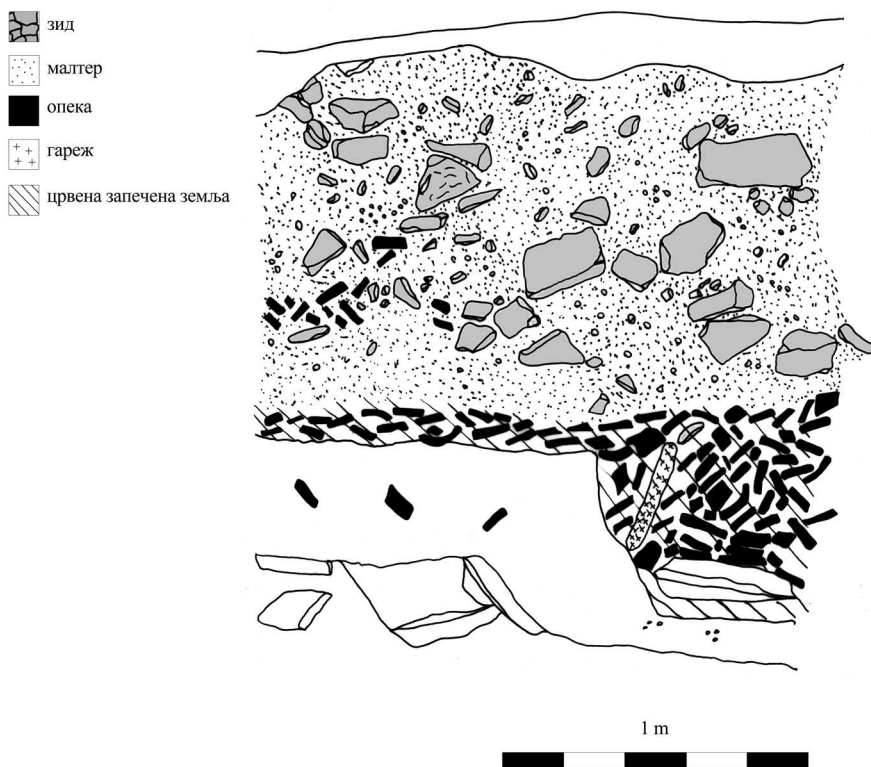 зид
малтер
опека
гареж
црвена запечена земља
1 m